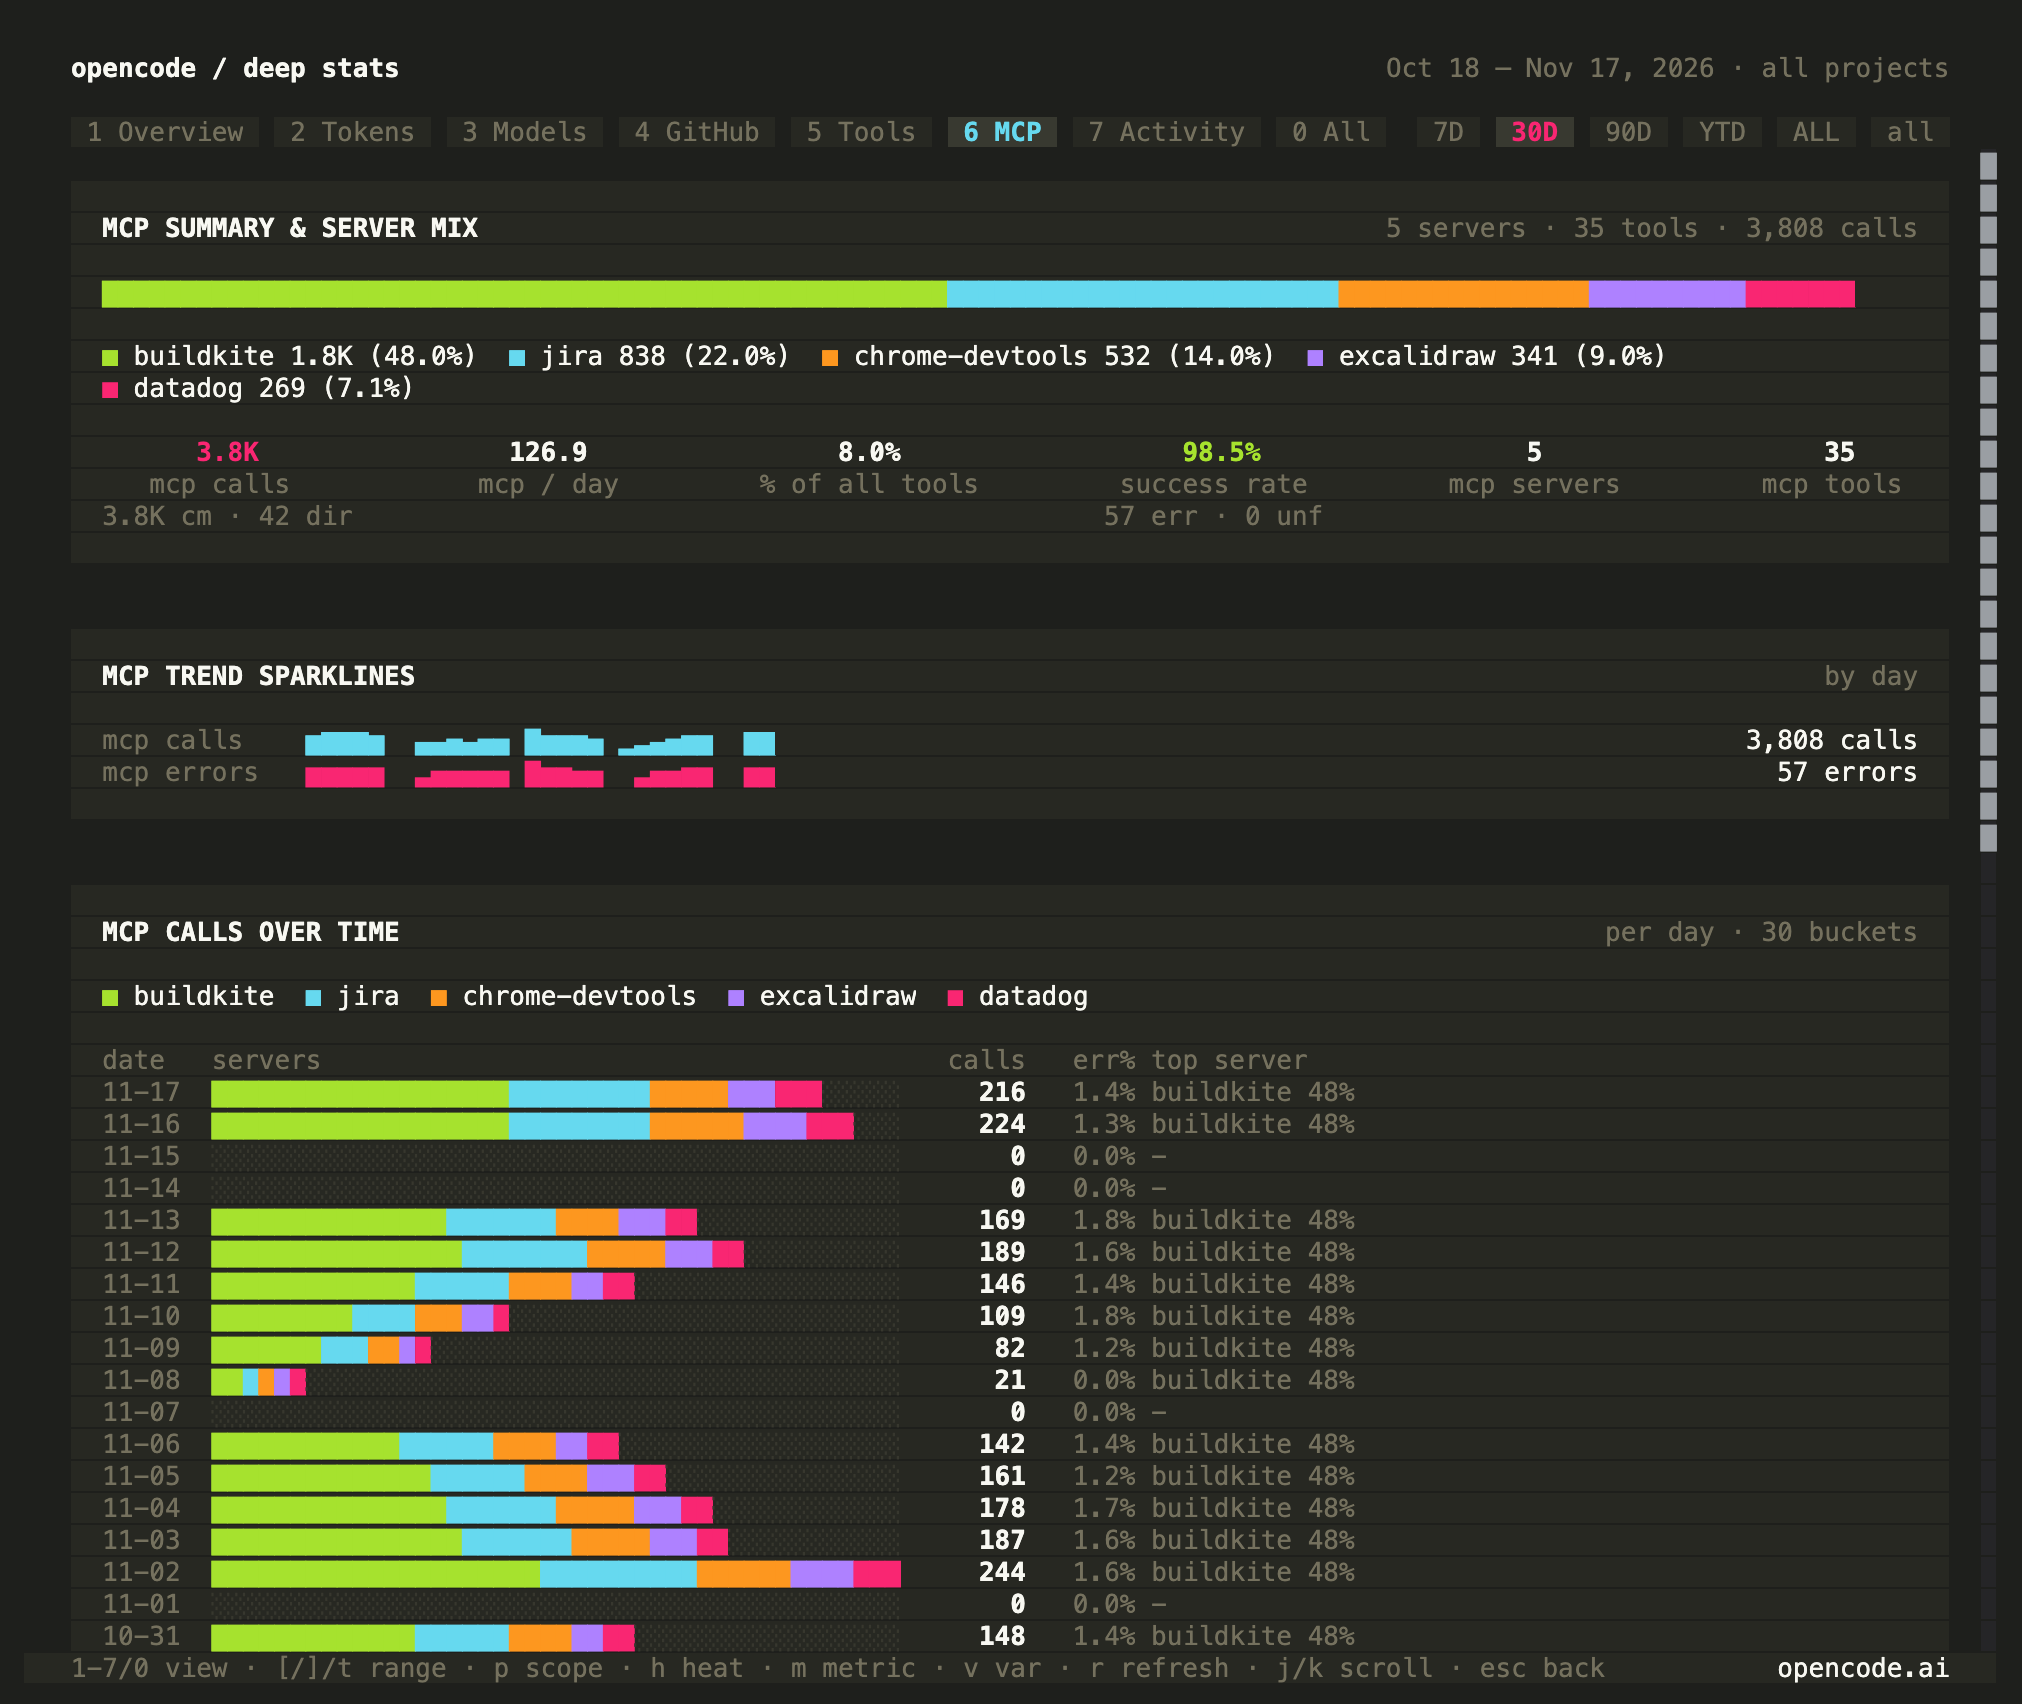 opencode / deep stats Oct 18 – Nov 17, 2026 · all projects
1 Overview 2 Tokens 3 Models 4 GitHub 5 Tools 6 MCP 7 Activity 0 All 7D 30D 90D YTD ALL all
MCP SUMMARY & SERVER MIX 5 servers · 35 tools · 3,808 calls
buildkite 1.8K (48.0%) jira 838 (22.0%) chrome-devtools 532 (14.0%) excalidraw 341 (9.0%)
datadog 269 (7.1%)
3.8K 126.9 8.0% 98.5% 5 35
mcp calls mcp / day % of all tools success rate mcp servers mcp tools
3.8K cm · 42 dir 57 err · 0 unf
MCP TREND SPARKLINES by day
mcp calls 3,808 calls
mcp errors 57 errors
MCP CALLS OVER TIME per day · 30 buckets
buildkite jira chrome-devtools excalidraw datadog
date servers calls err% top server
11-17 216 1.4% buildkite 48%
11-16 224 1.3% buildkite 48%
11-15 0 0.0% –
11-14 0 0.0% –
11-13 169 1.8% buildkite 48%
11-12 189 1.6% buildkite 48%
11-11 146 1.4% buildkite 48%
11-10 109 1.8% buildkite 48%
11-09 82 1.2% buildkite 48%
11-08 21 0.0% buildkite 48%
11-07 0 0.0% –
11-06 142 1.4% buildkite 48%
11-05 161 1.2% buildkite 48%
11-04 178 1.7% buildkite 48%
11-03 187 1.6% buildkite 48%
11-02 244 1.6% buildkite 48%
11-01 0 0.0% –
10-31 148 1.4% buildkite 48%
1-7/0 view · [/]/t range · p scope · h heat · m metric · v var · r refresh · j/k scroll · esc back opencode.ai